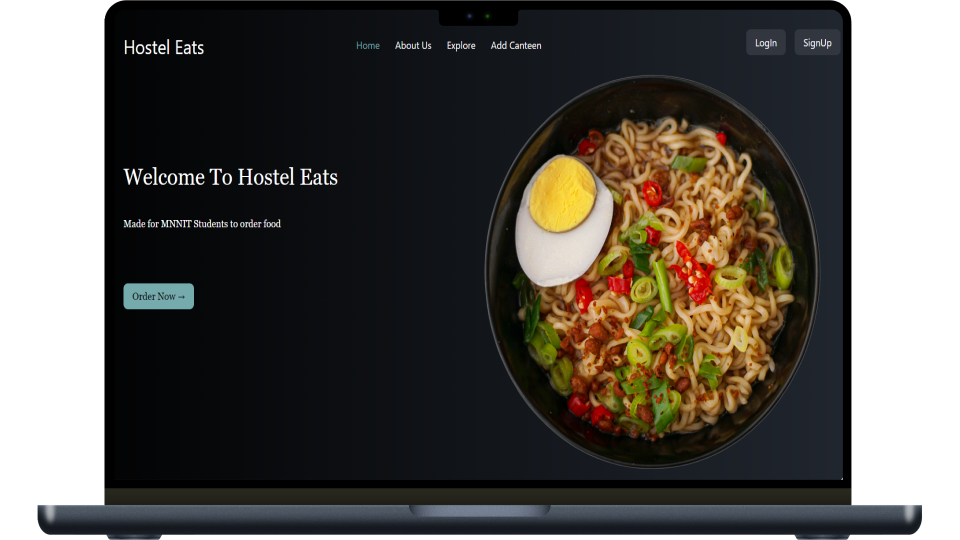 Hostel Eats
Home About Us Explore Add Canteen
LogIn SignUp
Welcome To Hostel Eats
Made for MNNIT Students to order food
Order Now →